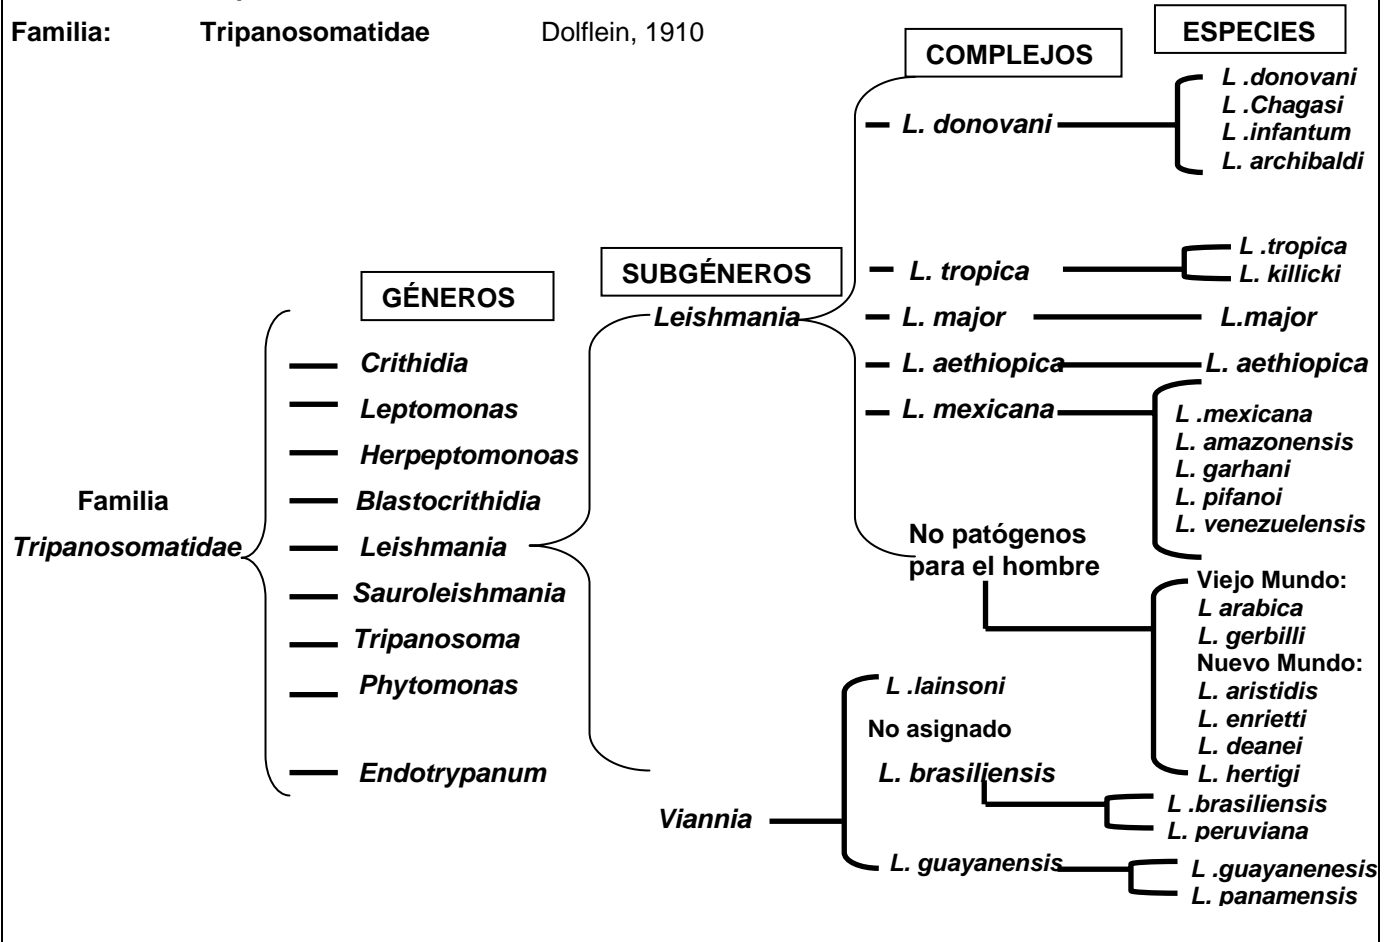 Familia: Tripanosomatidae Dolflein, 1910
ESPECIES
COMPLEJOS
L .donovani
L .Chagasi
L. donovani
L .infantum
L. archibaldi
SUBGÉNEROS
L. tropica
L .tropica
L. killicki
GÉNEROS
Leishmania
L. major
L.major
Crithidia
L. aethiopica
L. aethiopica
Leptomonas
L. mexicana
L .mexicana
L. amazonensis
L. garhani
L. pifanoi
L. venezuelensis
Herpeptomonoas
Familia
Tripanosomatidae
Blastocrithidia
Leishmania
Sauroleishmania
Tripanosoma
Phytomonas
Endotrypanum
No patógenos
para el hombre
Viejo Mundo:
L arabica
L. gerbilli
Nuevo Mundo:
L. aristidis
L. enrietti
L. deanei
L. hertigi
Viannia
L .lainsoni
No asignado
L. brasiliensis
L .brasiliensis
L. peruviana
L. guayanensis
L .guayanenesis
L. panamensis